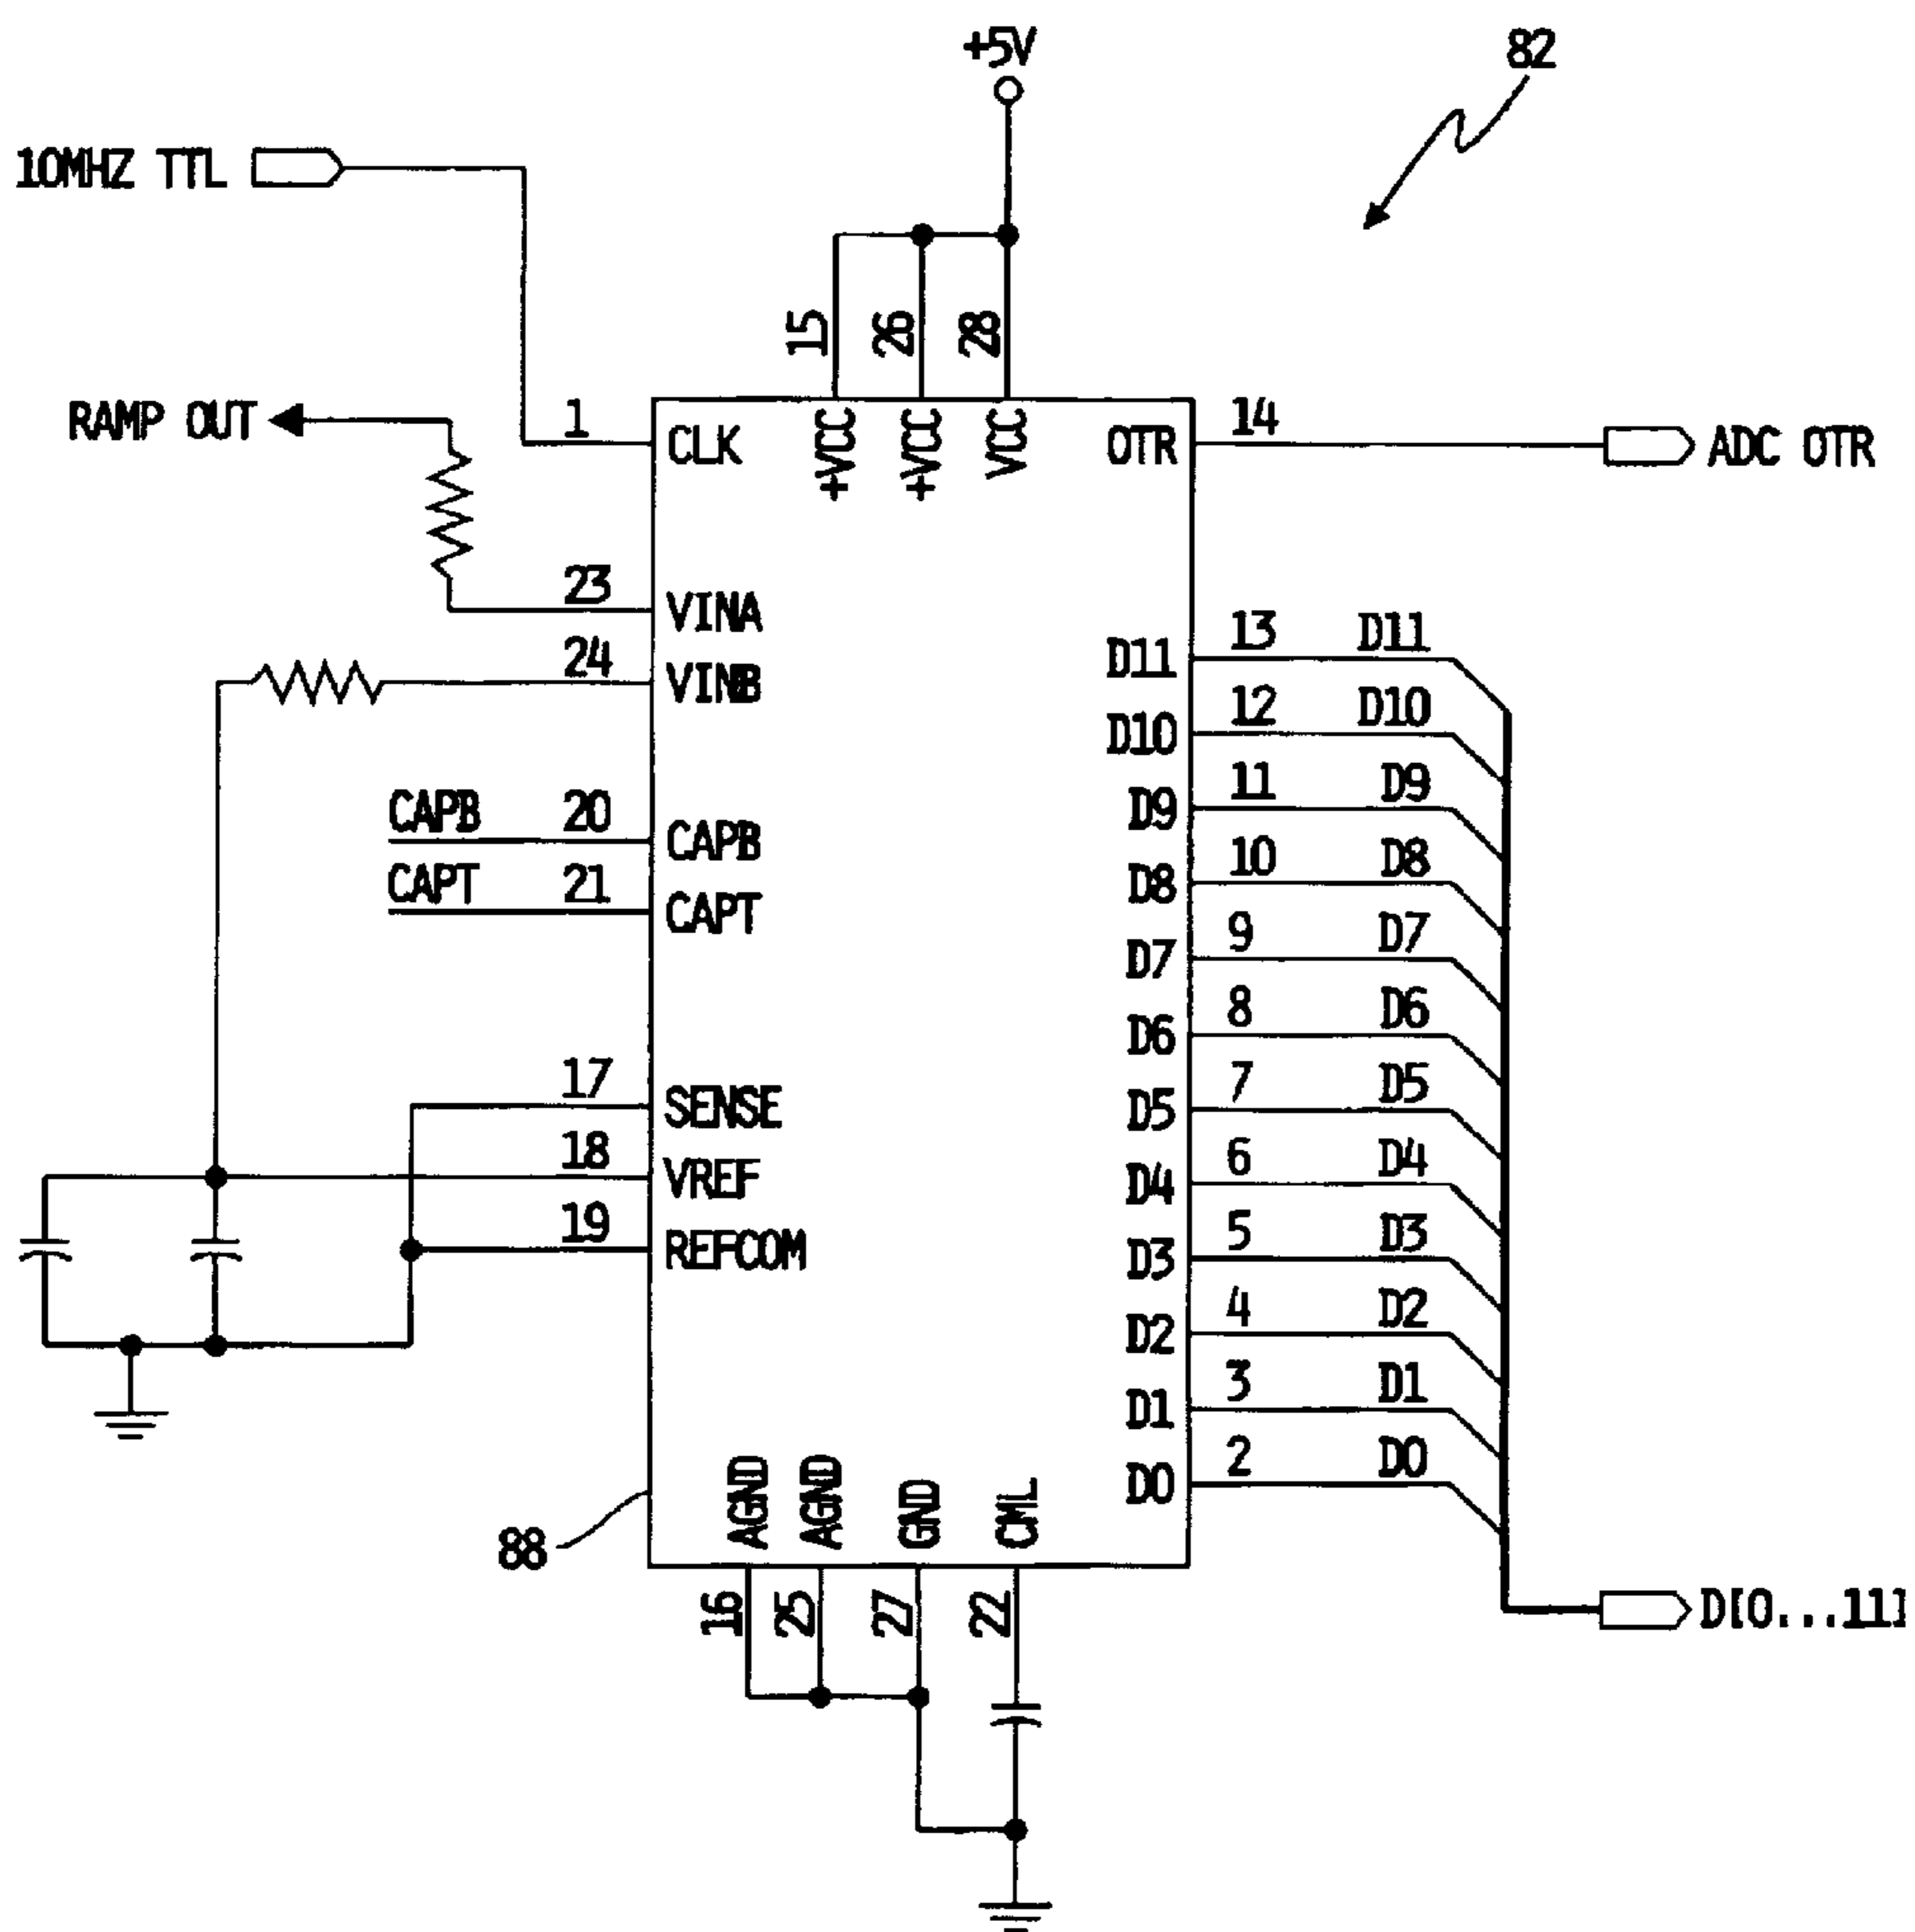 +5V
82
10MHZ TTL
15
26
28
RAMP OUT
1
CLK
+VCC
+VCC
VCC
OTR
14
ADC OTR
23
VINA
24
VINB
D11
13
D11
D10
12
D10
CAPB
20
CAPB
D9
11
D9
CAPT
21
CAPT
D8
10
D8
D7
9
D7
D6
8
D6
17
SENSE
D5
7
D5
18
VREF
D4
6
D4
19
REFCOM
D3
5
D3
D2
4
D2
D1
3
D1
D0
2
D0
AGND
AGND
GND
CML
88
16
25
27
22
DIO...111